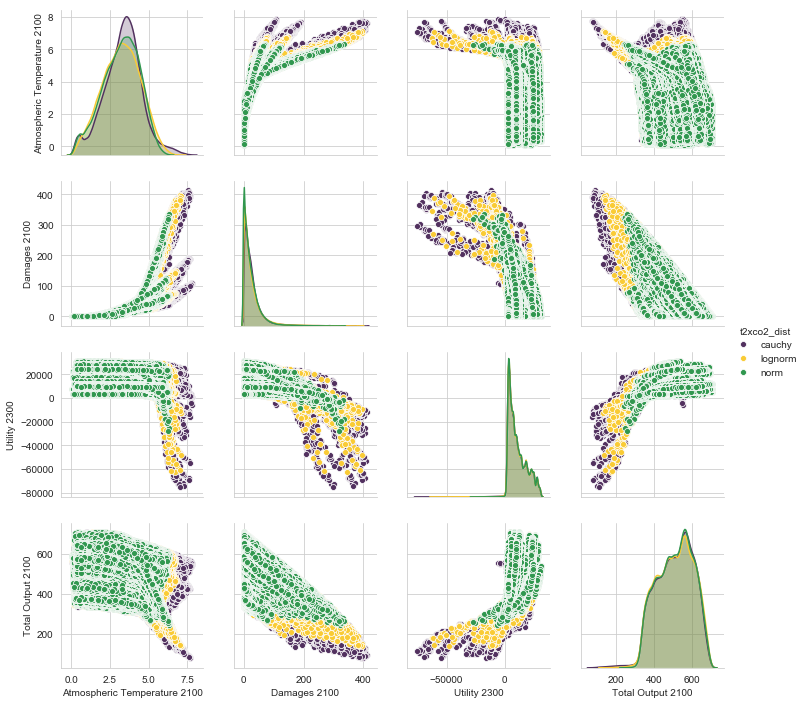 Atmospheric Temperature 2100
8
6
4
2
0
Damages 2100
400
300
200
100
0
t2xco2_dist
cauchy
lognorm
norm
Utility 2300
20000
0
−20000
−40000
−60000
−80000
Total Output 2100
600
400
200
0.0 2.5 5.0 7.5
0 200 400
−50000 0
200 400 600
Atmospheric Temperature 2100
Damages 2100
Utility 2300
Total Output 2100